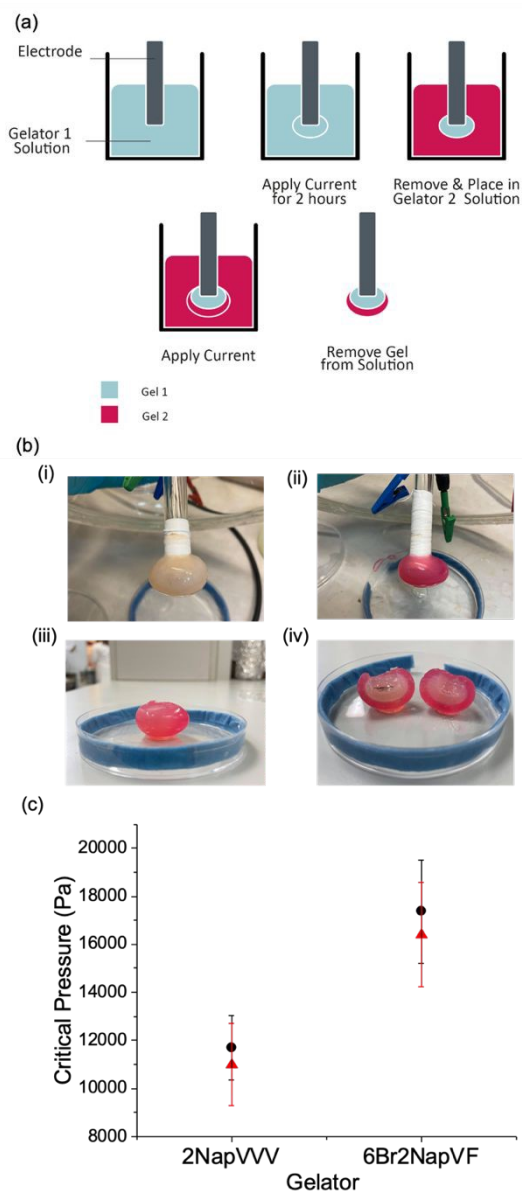 (a)
Electrode
Gelator 1
Solution
Apply Current
for 2 hours
Remove & Place in
Gelator 2 Solution
Apply Current
Remove Gel
from Solution
Gel 1
Gel 2
(b)
(i)
(ii)
(iii)
(iv)
(c)
Critical Pressure (Pa)
20000
18000
16000
14000
12000
10000
8000
2NapVVV
6Br2NapVF
Gelator